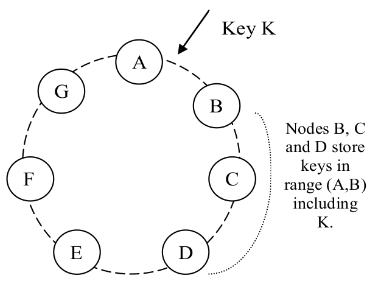 Key K
A
G
B
Nodes B, C
and D store
keys in
range (A,B)
including
K.
F
C
E
D